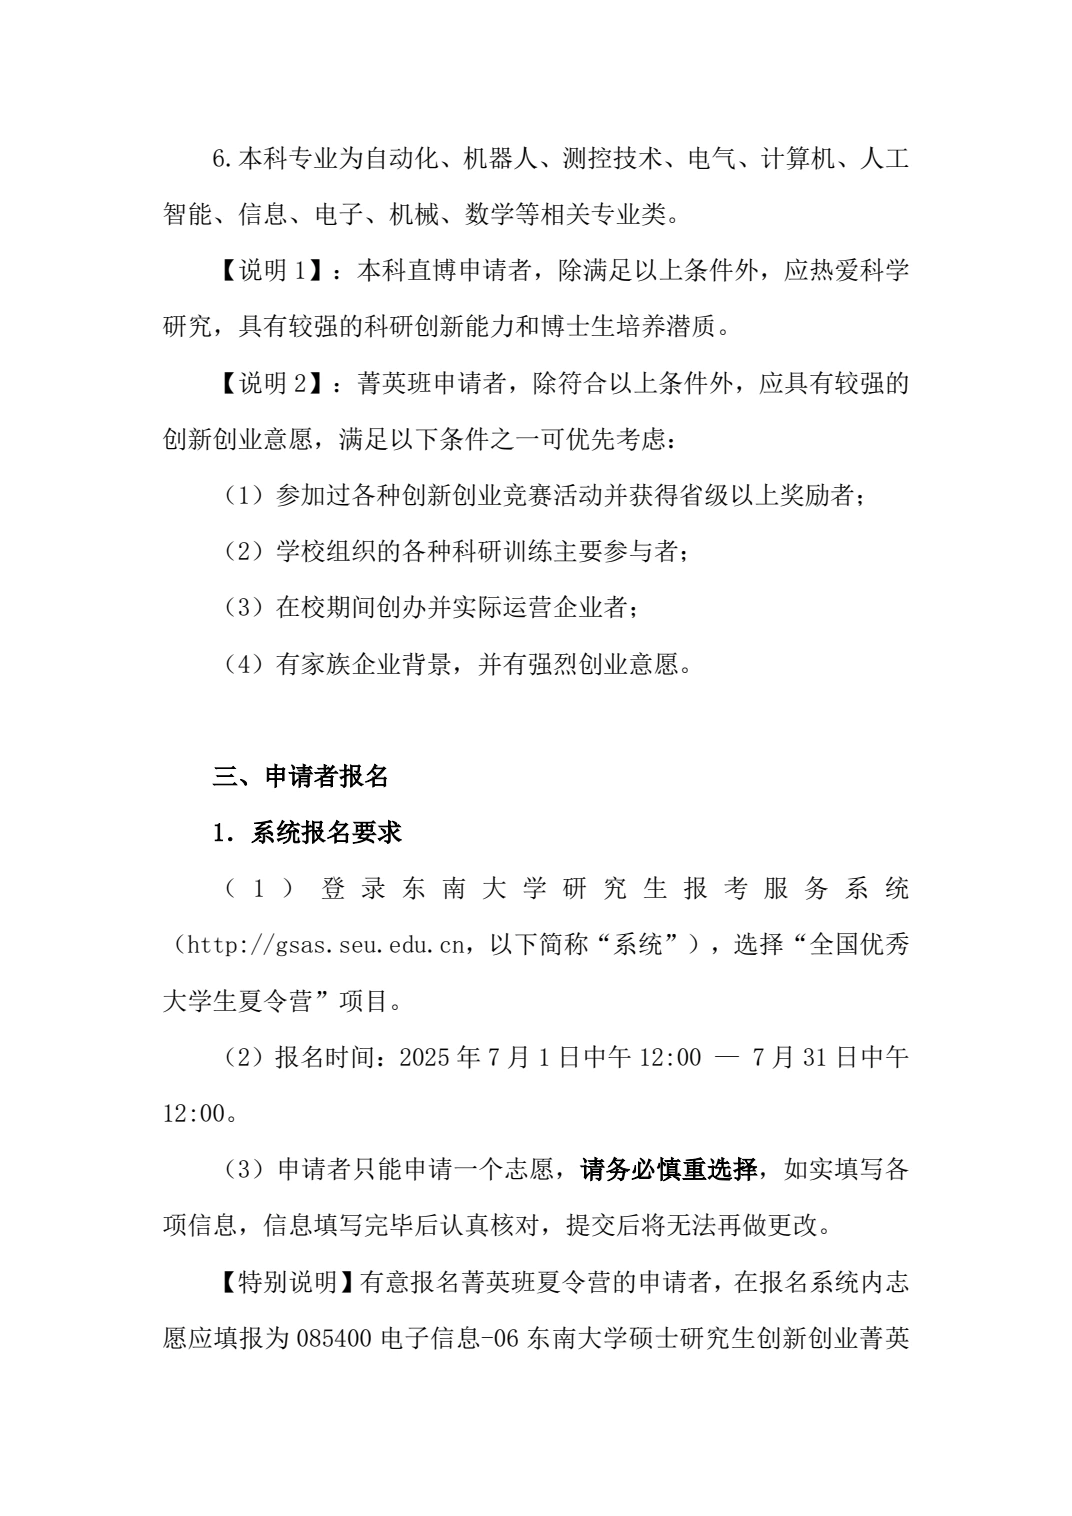 6.本科专业为自动化、机器人、测控技术、电气、计算机、人工
智能、信息、电子、机械、数学等相关专业类。
【说明 1】：本科直博申请者，除满足以上条件外，应热爱科学
研究，具有较强的科研创新能力和博士生培养潜质。
【说明 2】：菁英班申请者，除符合以上条件外，应具有较强的
创新创业意愿，满足以下条件之一可优先考虑：
（1）参加过各种创新创业竞赛活动并获得省级以上奖励者；
（2）学校组织的各种科研训练主要参与者；
（3）在校期间创办并实际运营企业者；
（4）有家族企业背景，并有强烈创业意愿。
三、申请者报名
1．系统报名要求
（1）登录东南大学研究生报考服务系统
（http://gsas.seu.edu.cn，以下简称“系统”），选择“全国优秀
大学生夏令营”项目。
（2）报名时间：2025 年 7 月 1 日中午 12:00 — 7 月 31 日中午
12:00。
（3）申请者只能申请一个志愿，请务必慎重选择，如实填写各
项信息，信息填写完毕后认真核对，提交后将无法再做更改。
【特别说明】有意报名菁英班夏令营的申请者，在报名系统内志
愿应填报为 085400 电子信息-06 东南大学硕士研究生创新创业菁英